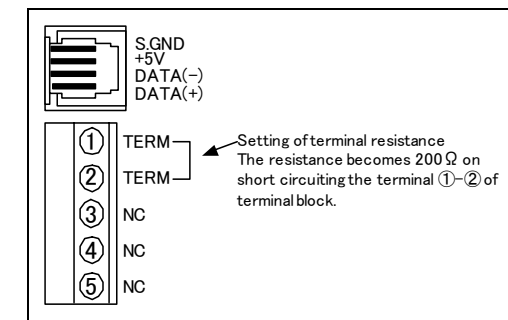 S.GND
+5V
DATA(-)
DATA(+)
① TERM
② TERM
③ NC
④ NC
⑤ NC
Setting of terminal resistance
The resistance becomes 200Ω on
short circuiting the terminal ①-② of
terminal block.